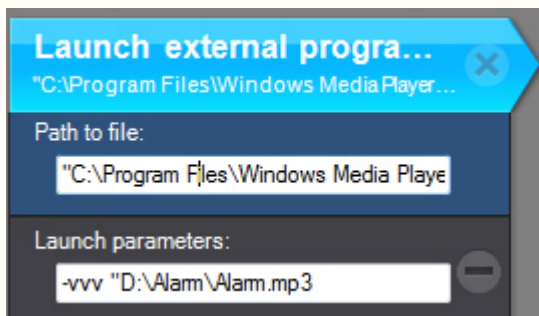 Launch external progra...
"C:\Program Files\Windows Media Player...
Path to file:
"C:\Program Files\Windows Media Playe
Launch parameters:
-vvv "D:\Alarm\Alarm.mp3